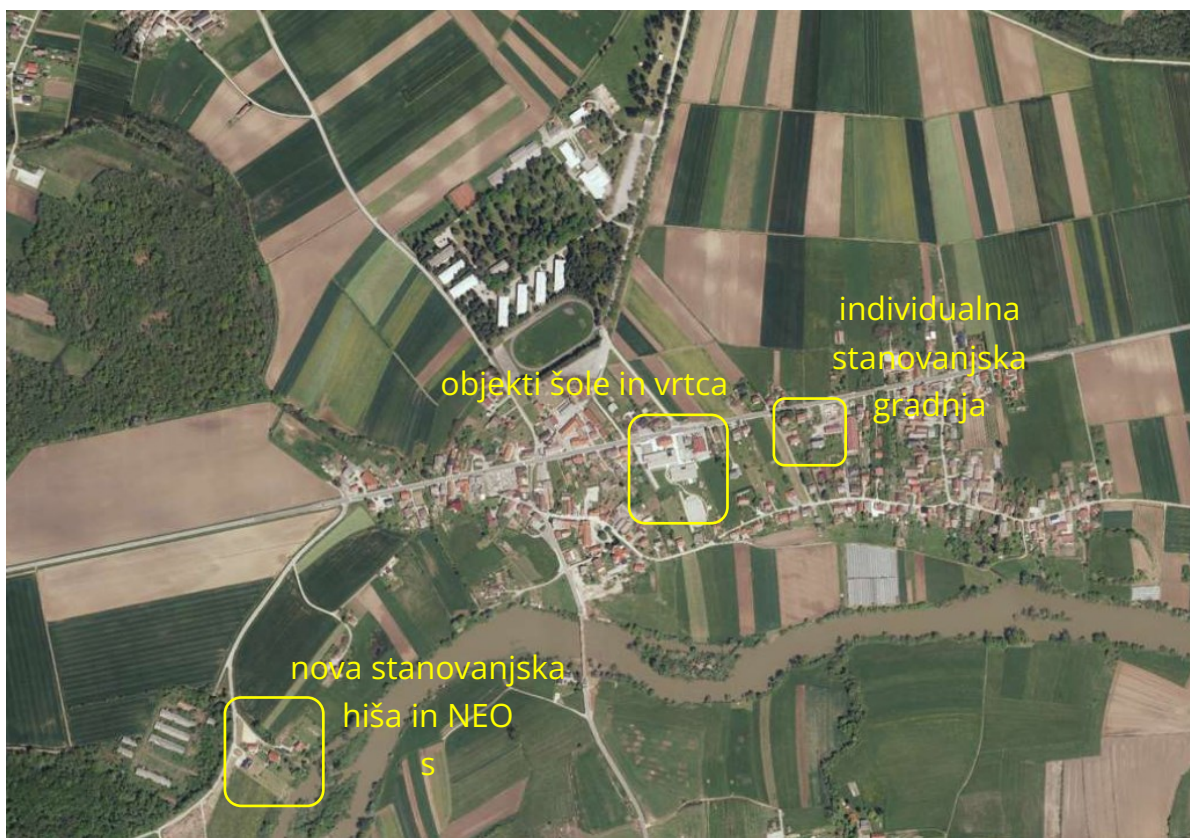 individualna
stanovanjska
gradnja
objekti šole in vrtca
nova stanovanjska
hiša in NEO
s